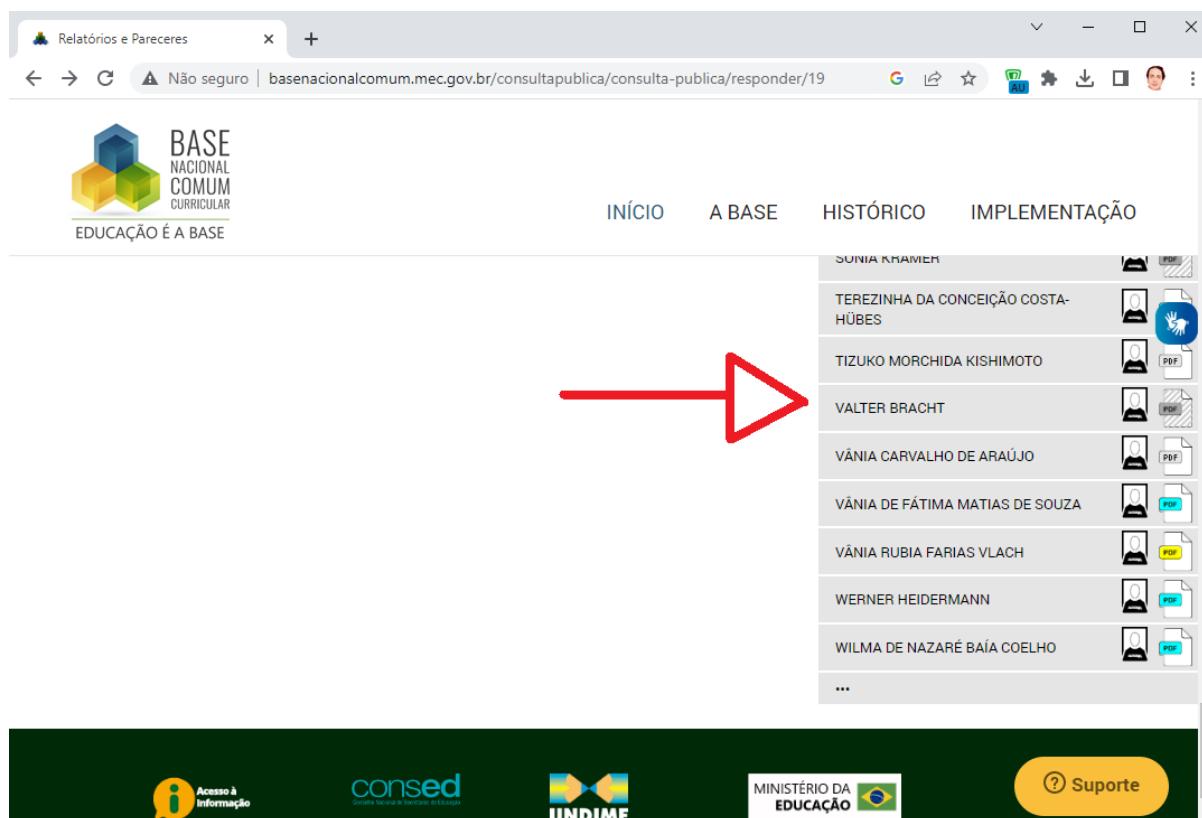 Relatórios e Pareceres
Não seguro | basenacionalcomum.mec.gov.br/consultapublica/consulta-publica/responder/19
G
AU
BASE
NACIONAL
COMUM
CURRICULAR
EDUCAÇÃO É A BASE
INÍCIO A BASE HISTÓRICO IMPLEMENTAÇÃO
SONIA KRAMER PDF
TEREZINHA DA CONCEIÇÃO COSTA-
HÜBES
TIZUKO MORCHIDA KISHIMOTO PDF
VALTER BRACHT PDF
VÂNIA CARVALHO DE ARAÚJO PDF
VÂNIA DE FÁTIMA MATIAS DE SOUZA PDF
VÂNIA RUBIA FARIAS VLACH PDF
WERNER HEIDERMANN PDF
WILMA DE NAZARÉ BAÍA COELHO PDF
...
Acesso à
Informação
consed
UNDIME
MINISTÉRIO DA
EDUCAÇÃO
? Suporte